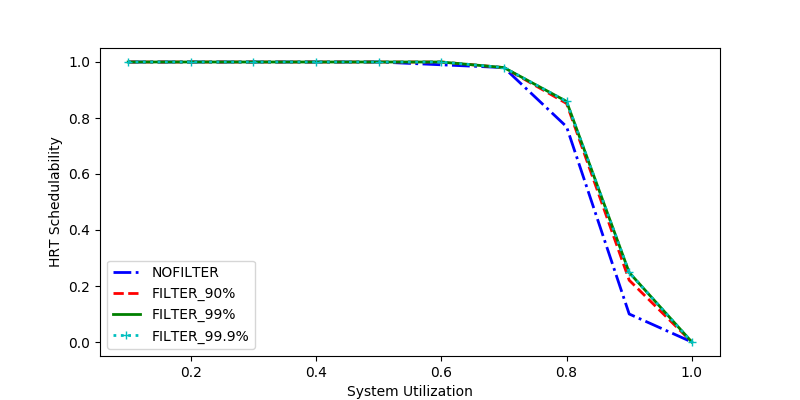 1.0
0.8
0.6
0.4
0.2
0.0
HRT Schedulability
NOFILTER
FILTER_90%
FILTER_99%
FILTER_99.9%
0.2 0.4 0.6 0.8 1.0
System Utilization